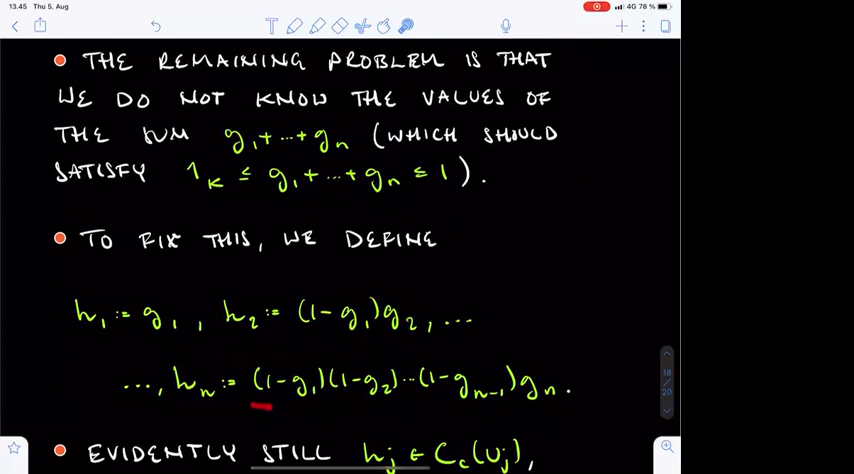 13.45 Thu 5. Aug
4G 78 %
• THE REMAINING PROBLEM IS THAT
WE DO NOT KNOW THE VALUES OF
THE SUM g₁+…+gₙ (WHICH SHOULD
SATISFY 1_K ≤ g₁+…+gₙ ≤ 1).
• TO FIX THIS, WE DEFINE
h₁ := g₁, h₂ := (1-g₁)g₂, …
…, hₙ := (1-g₁)(1-g₂)…(1-gₙ₋₁)gₙ.
• EVIDENTLY STILL hⱼ ∈ C_c(Uⱼ),
18
/
20